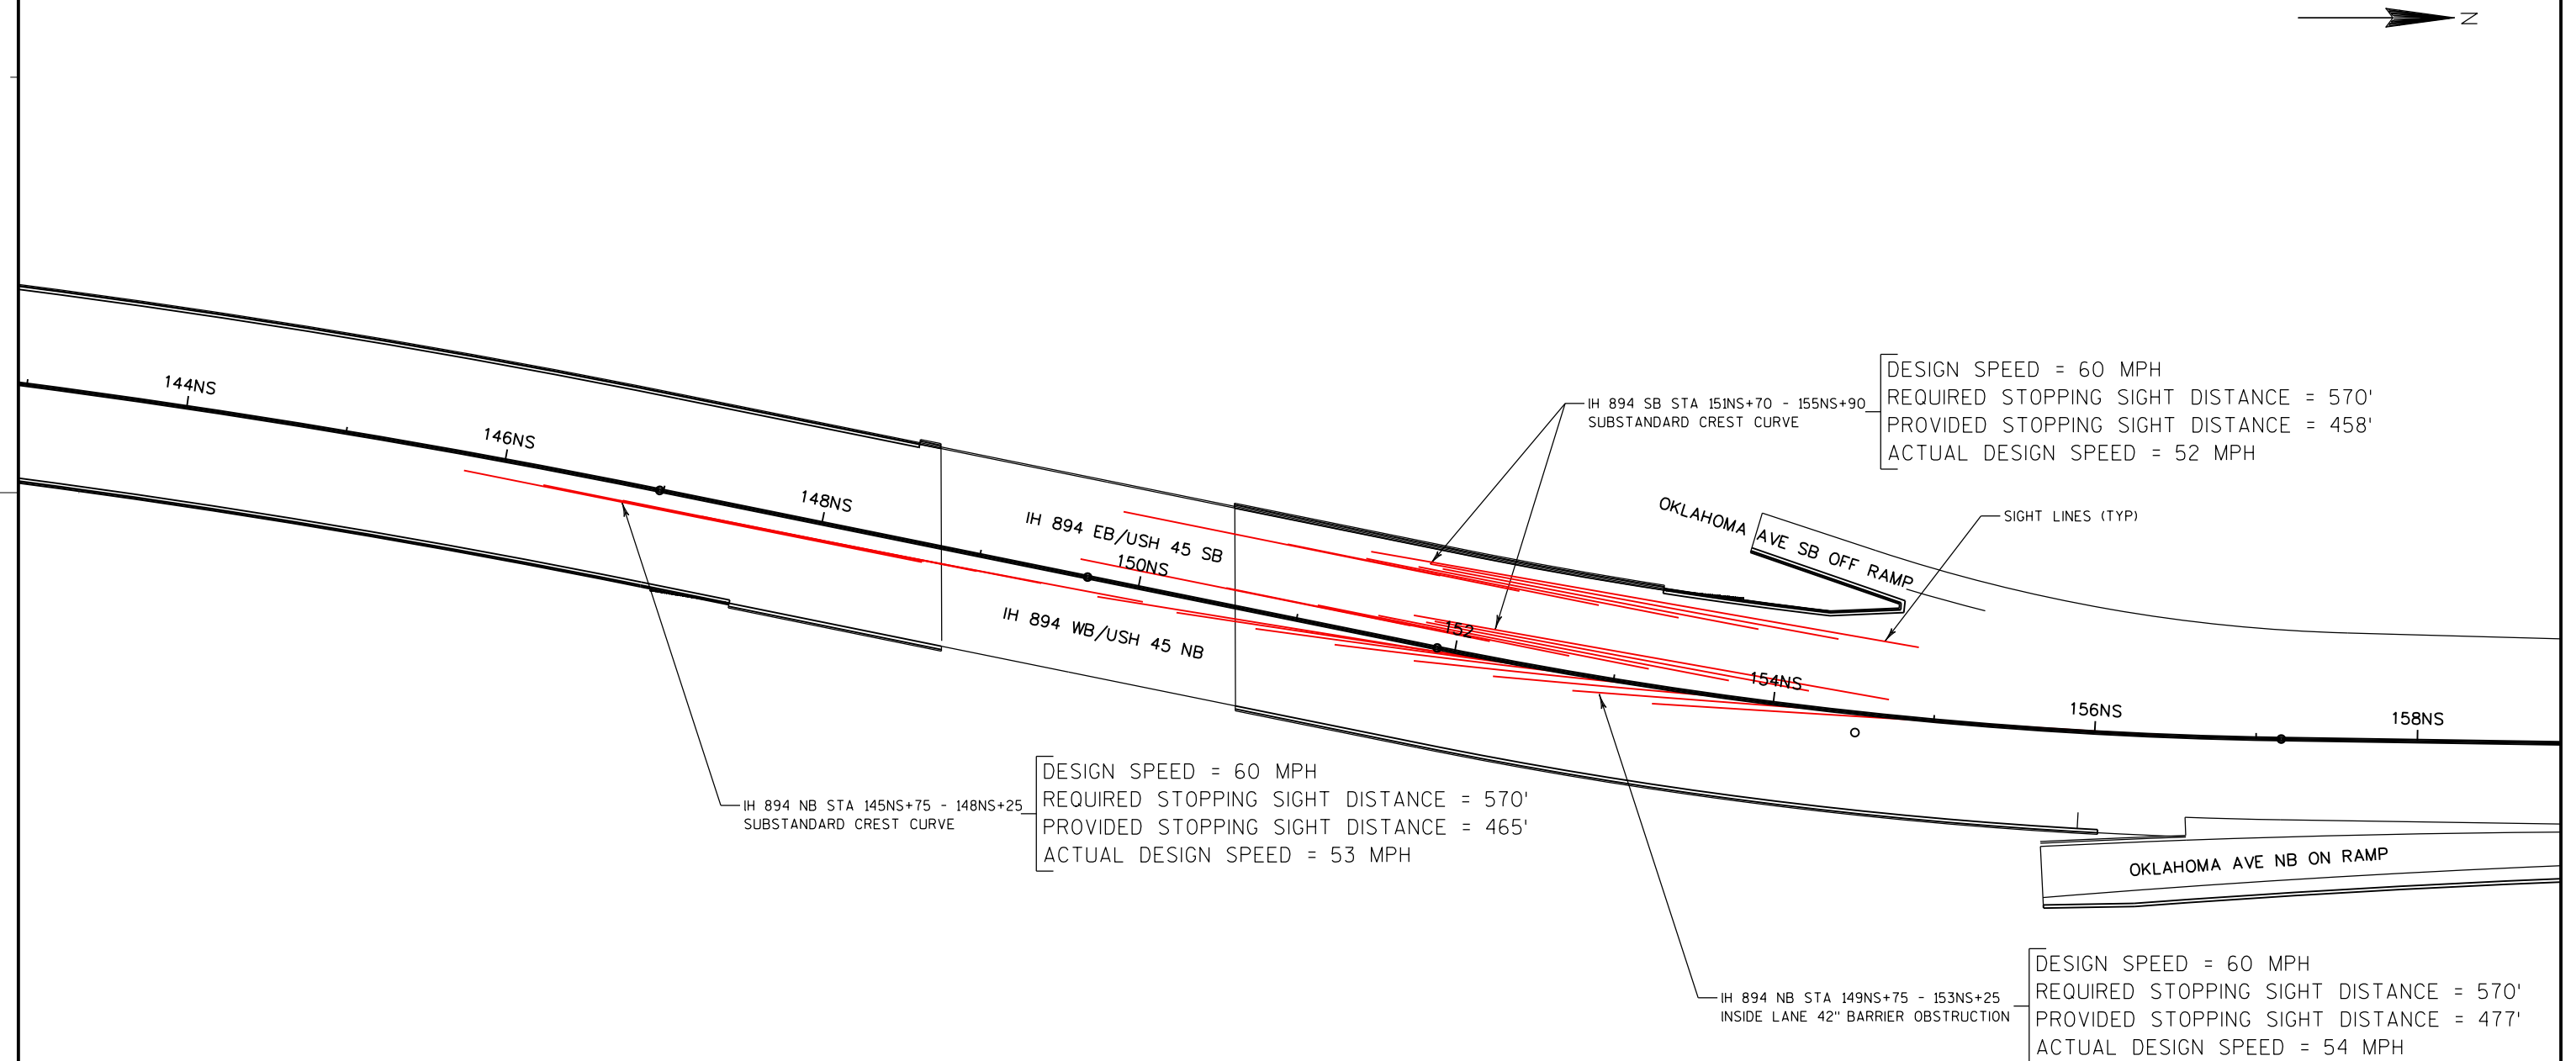 N
144NS
146NS
148NS
IH 894 EB/USH 45 SB
150NS
IH 894 WB/USH 45 NB
152
154NS
156NS
158NS
IH 894 SB STA 151NS+70 - 155NS+90
SUBSTANDARD CREST CURVE
DESIGN SPEED = 60 MPH
REQUIRED STOPPING SIGHT DISTANCE = 570'
PROVIDED STOPPING SIGHT DISTANCE = 458'
ACTUAL DESIGN SPEED = 52 MPH
OKLAHOMA AVE SB OFF RAMP
SIGHT LINES (TYP)
IH 894 NB STA 145NS+75 - 148NS+25
SUBSTANDARD CREST CURVE
DESIGN SPEED = 60 MPH
REQUIRED STOPPING SIGHT DISTANCE = 570'
PROVIDED STOPPING SIGHT DISTANCE = 465'
ACTUAL DESIGN SPEED = 53 MPH
OKLAHOMA AVE NB ON RAMP
IH 894 NB STA 149NS+75 - 153NS+25
INSIDE LANE 42" BARRIER OBSTRUCTION
DESIGN SPEED = 60 MPH
REQUIRED STOPPING SIGHT DISTANCE = 570'
PROVIDED STOPPING SIGHT DISTANCE = 477'
ACTUAL DESIGN SPEED = 54 MPH